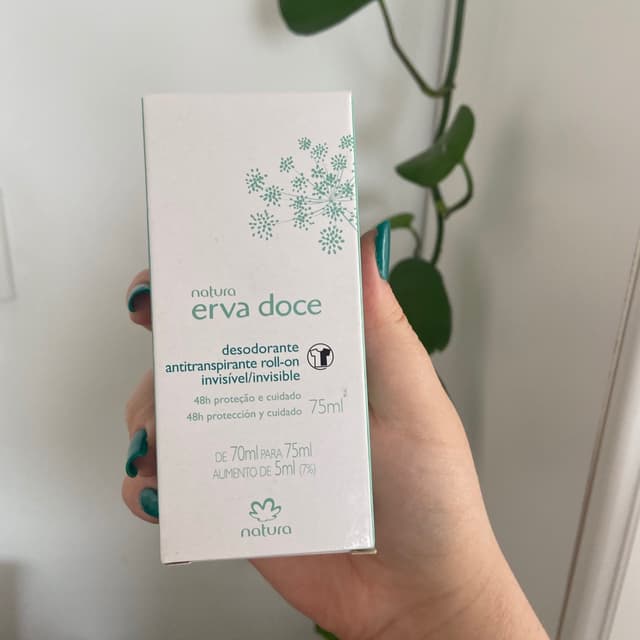 natura
erva doce
desodorante
antitranspirante roll-on
invisível/invisible
48h proteção e cuidado
48h protección y cuidado
75ml
DE 70ml PARA 75ml
AUMENTO DE 5ml (7%)
natura